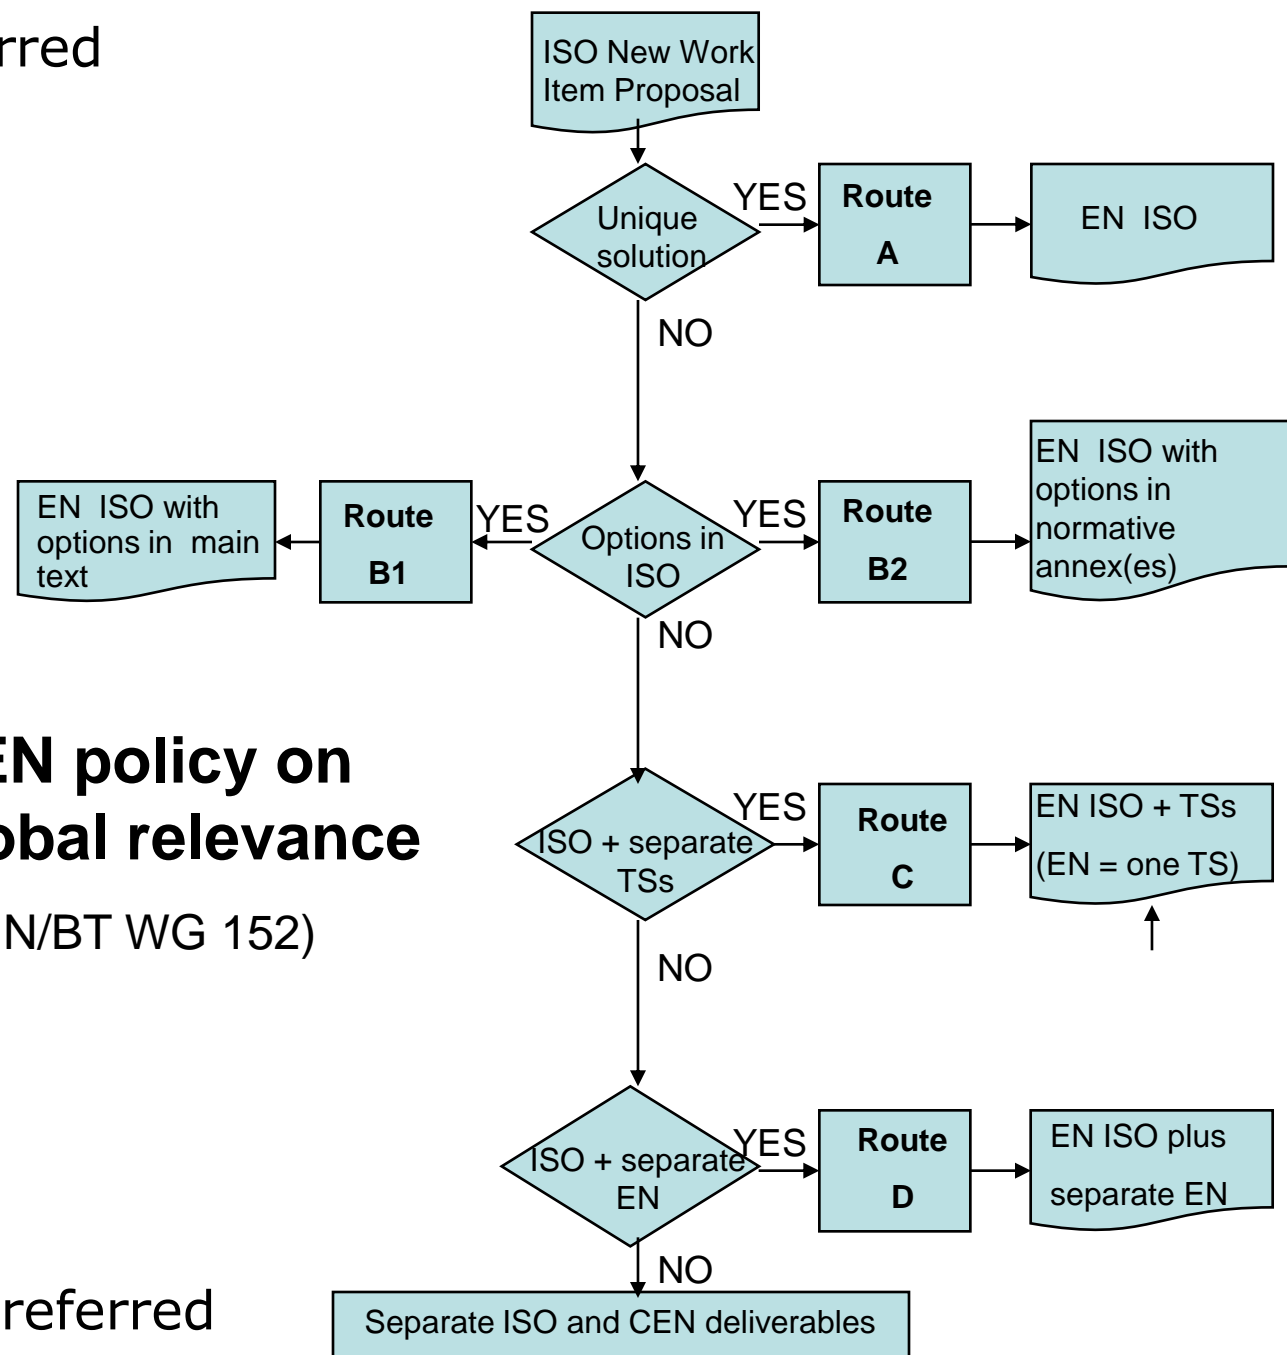 rred
ISO New Work
Item Proposal
Unique
solution
YES
Route
A
EN ISO
NO
EN ISO with
options in main
text
Route
B1
YES
Options in
ISO
YES
Route
B2
EN ISO with
options in
normative
annex(es)
NO
EN policy on
obal relevance
N/BT WG 152)
ISO + separate
TSs
YES
Route
C
EN ISO + TSs
(EN = one TS)
NO
ISO + separate
EN
YES
Route
D
EN ISO plus
separate EN
NO
referred
Separate ISO and CEN deliverables